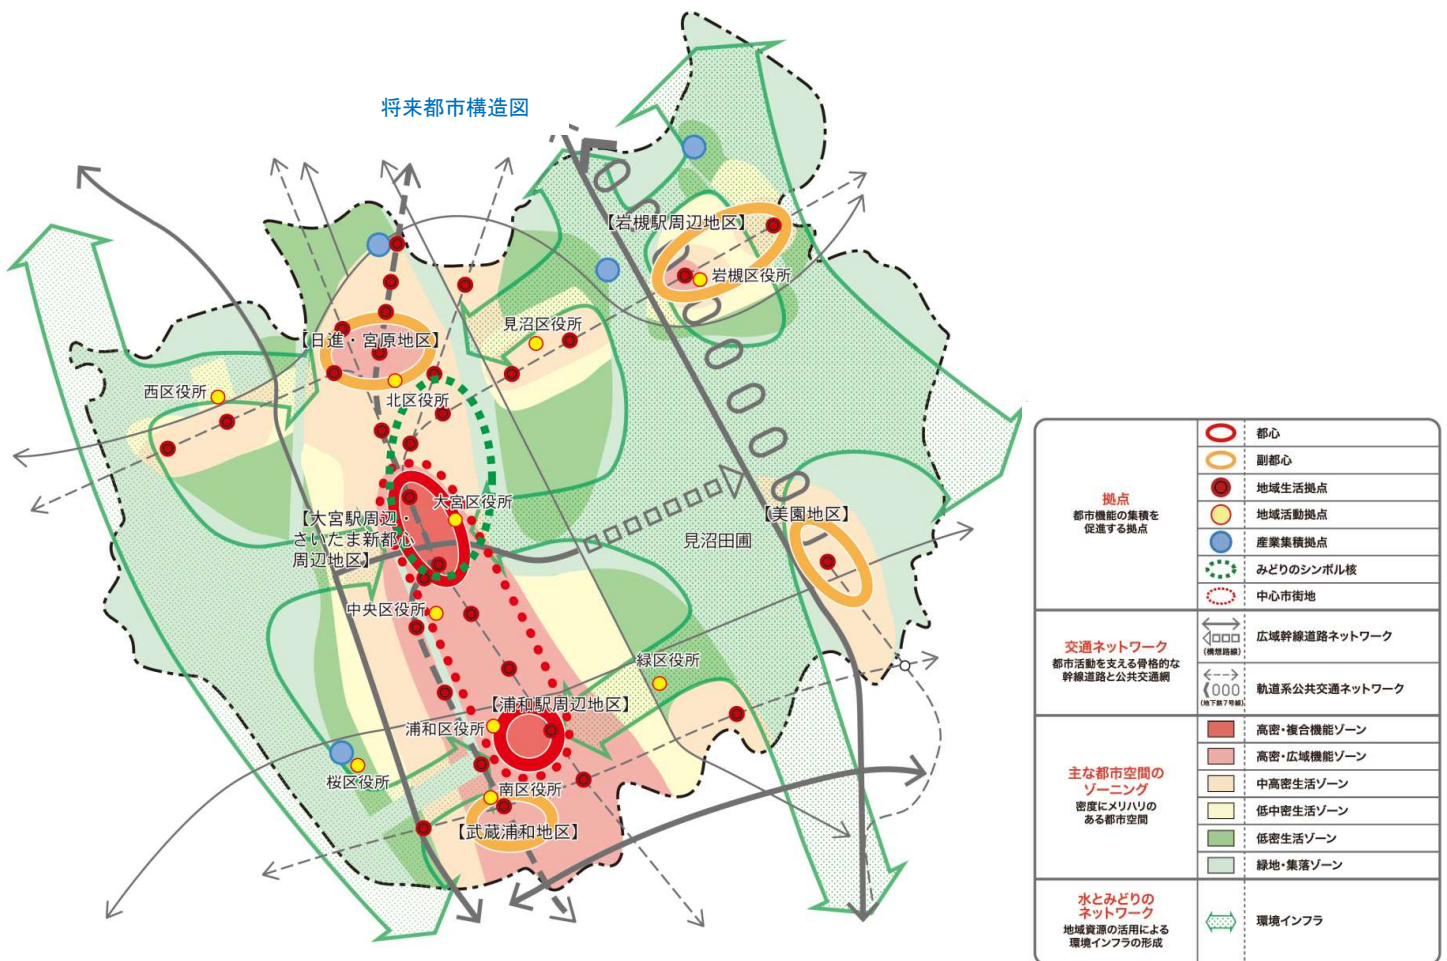 将来都市構造図
【岩槻駅周辺地区】
岩槻区役所
見沼区役所
【日進・宮原地区】
西区役所
北区役所
大宮区役所
【大宮駅周辺・
さいたま新都心
周辺地区】
【美園地区】
見沼田圃
中央区役所
緑区役所
【浦和駅周辺地区】
浦和区役所
桜区役所
南区役所
【武蔵浦和地区】
拠点
都市機能の集積を
促進する拠点
都心
副都心
地域生活拠点
地域活動拠点
産業集積拠点
みどりのシンボル核
中心市街地
交通ネットワーク
都市活動を支える骨格的な
幹線道路と公共交通網
(構想路線)
広域幹線道路ネットワーク
(地下鉄7号線)
軌道系公共交通ネットワーク
主な都市空間の
ゾーニング
密度にメリハリの
ある都市空間
高密・複合機能ゾーン
高密・広域機能ゾーン
中高密生活ゾーン
低中密生活ゾーン
低密生活ゾーン
緑地・集落ゾーン
水とみどりの
ネットワーク
地域資源の活用による
環境インフラの形成
環境インフラ